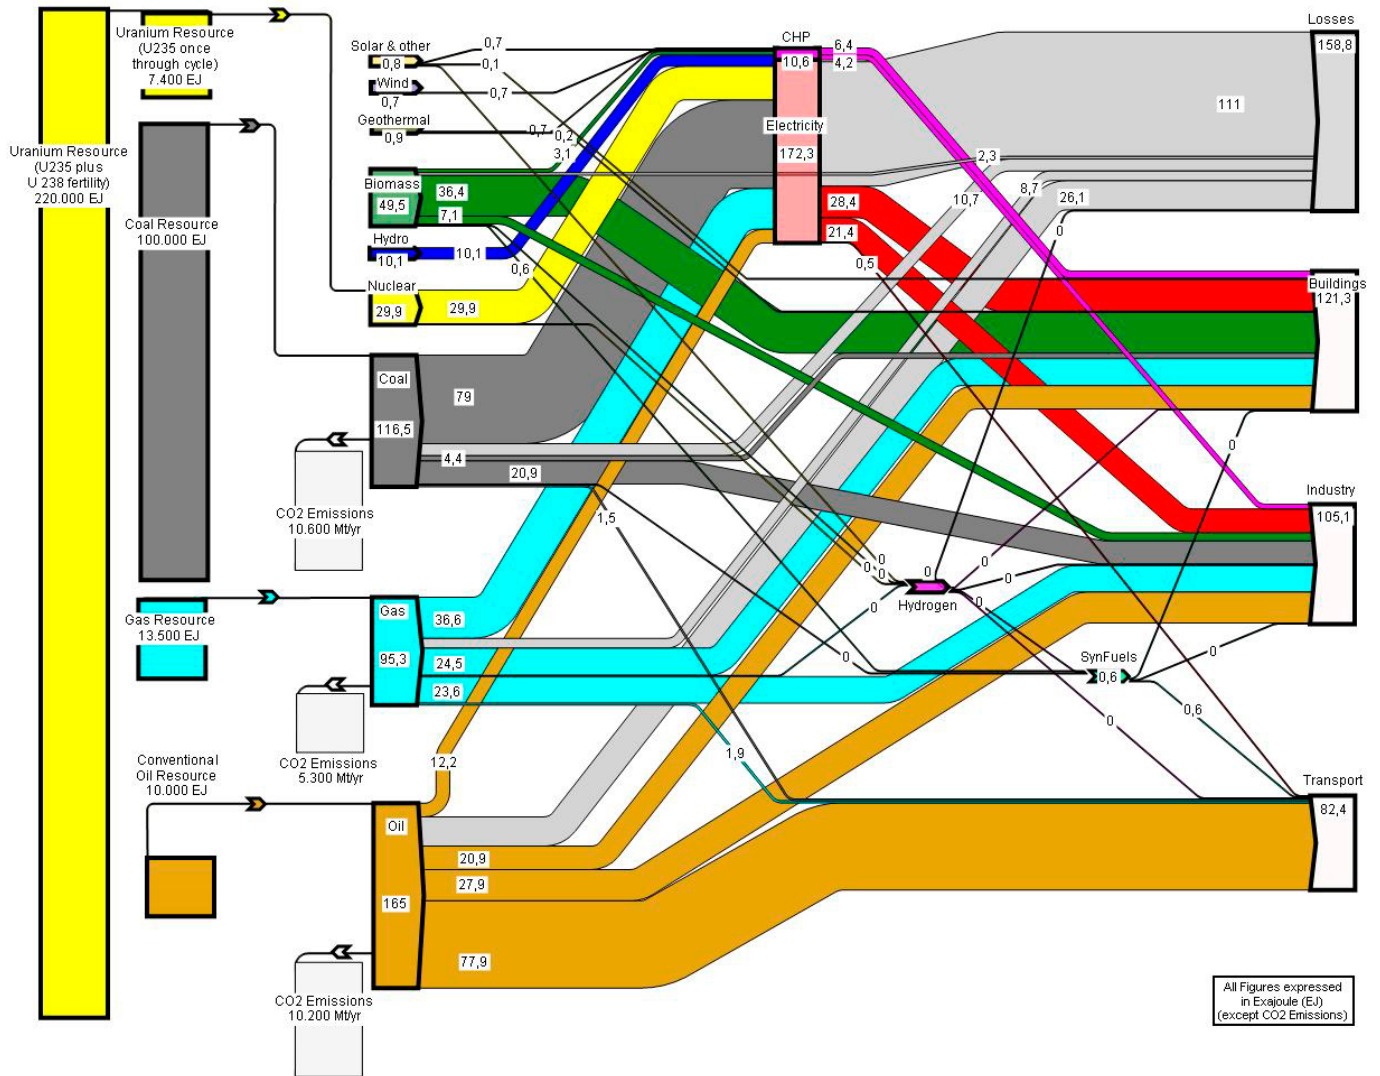 Uranium Resource
(U235 plus
U 238 fertility)
220.000 EJ
Uranium Resource
(U235 once
through cycle)
7.400 EJ
Coal Resource
100.000 EJ
Gas Resource
13.500 EJ
Conventional
Oil Resource
10.000 EJ
CO2 Emissions
10.600 Mt/yr
CO2 Emissions
5.300 Mt/yr
CO2 Emissions
10.200 Mt/yr
Solar & other
0,8
Wind
0,7
Geothermal
0,9
Biomass
49,5
Hydro
10,1
Nuclear
29,9
Coal
116,5
Gas
95,3
Oil
165
0,7
0,1
0,7
0,7
0,2
3,1
36,4
7,1
10,1
0,6
29,9
79
4,4
20,9
1,5
36,6
24,5
23,6
1,9
12,2
20,9
27,9
77,9
CHP
10,6
Electricity
172,3
6,4
4,2
28,4
21,4
0,5
111
2,3
10,7
8,7
26,1
0
0
0
0
0
0
0
Hydrogen
0
0
0
0
0
SynFuels
0,6
0
0
0,6
Losses
158,8
Buildings
121,3
Industry
105,1
Transport
82,4
All Figures expressed
in Exajoule (EJ)
(except CO2 Emissions)